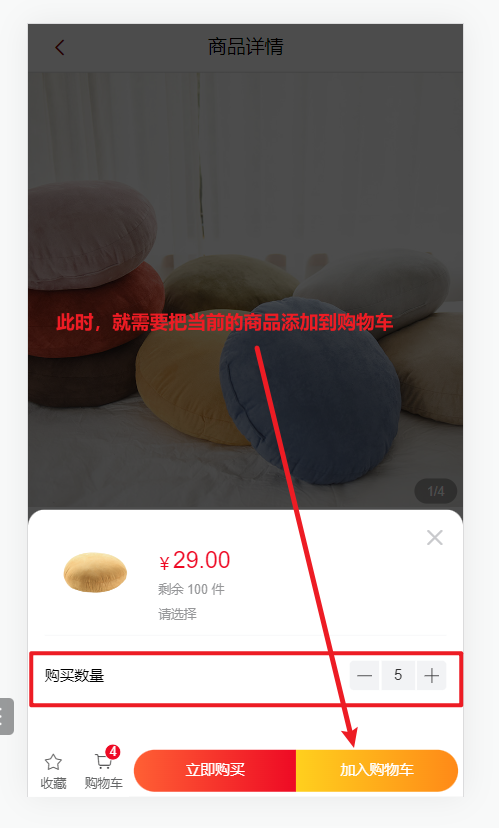 商品详情
此时，就需要把当前的商品添加到购物车
1/4
¥29.00
剩余 100 件
请选择
购买数量
5
4
收藏
购物车
立即购买
加入购物车